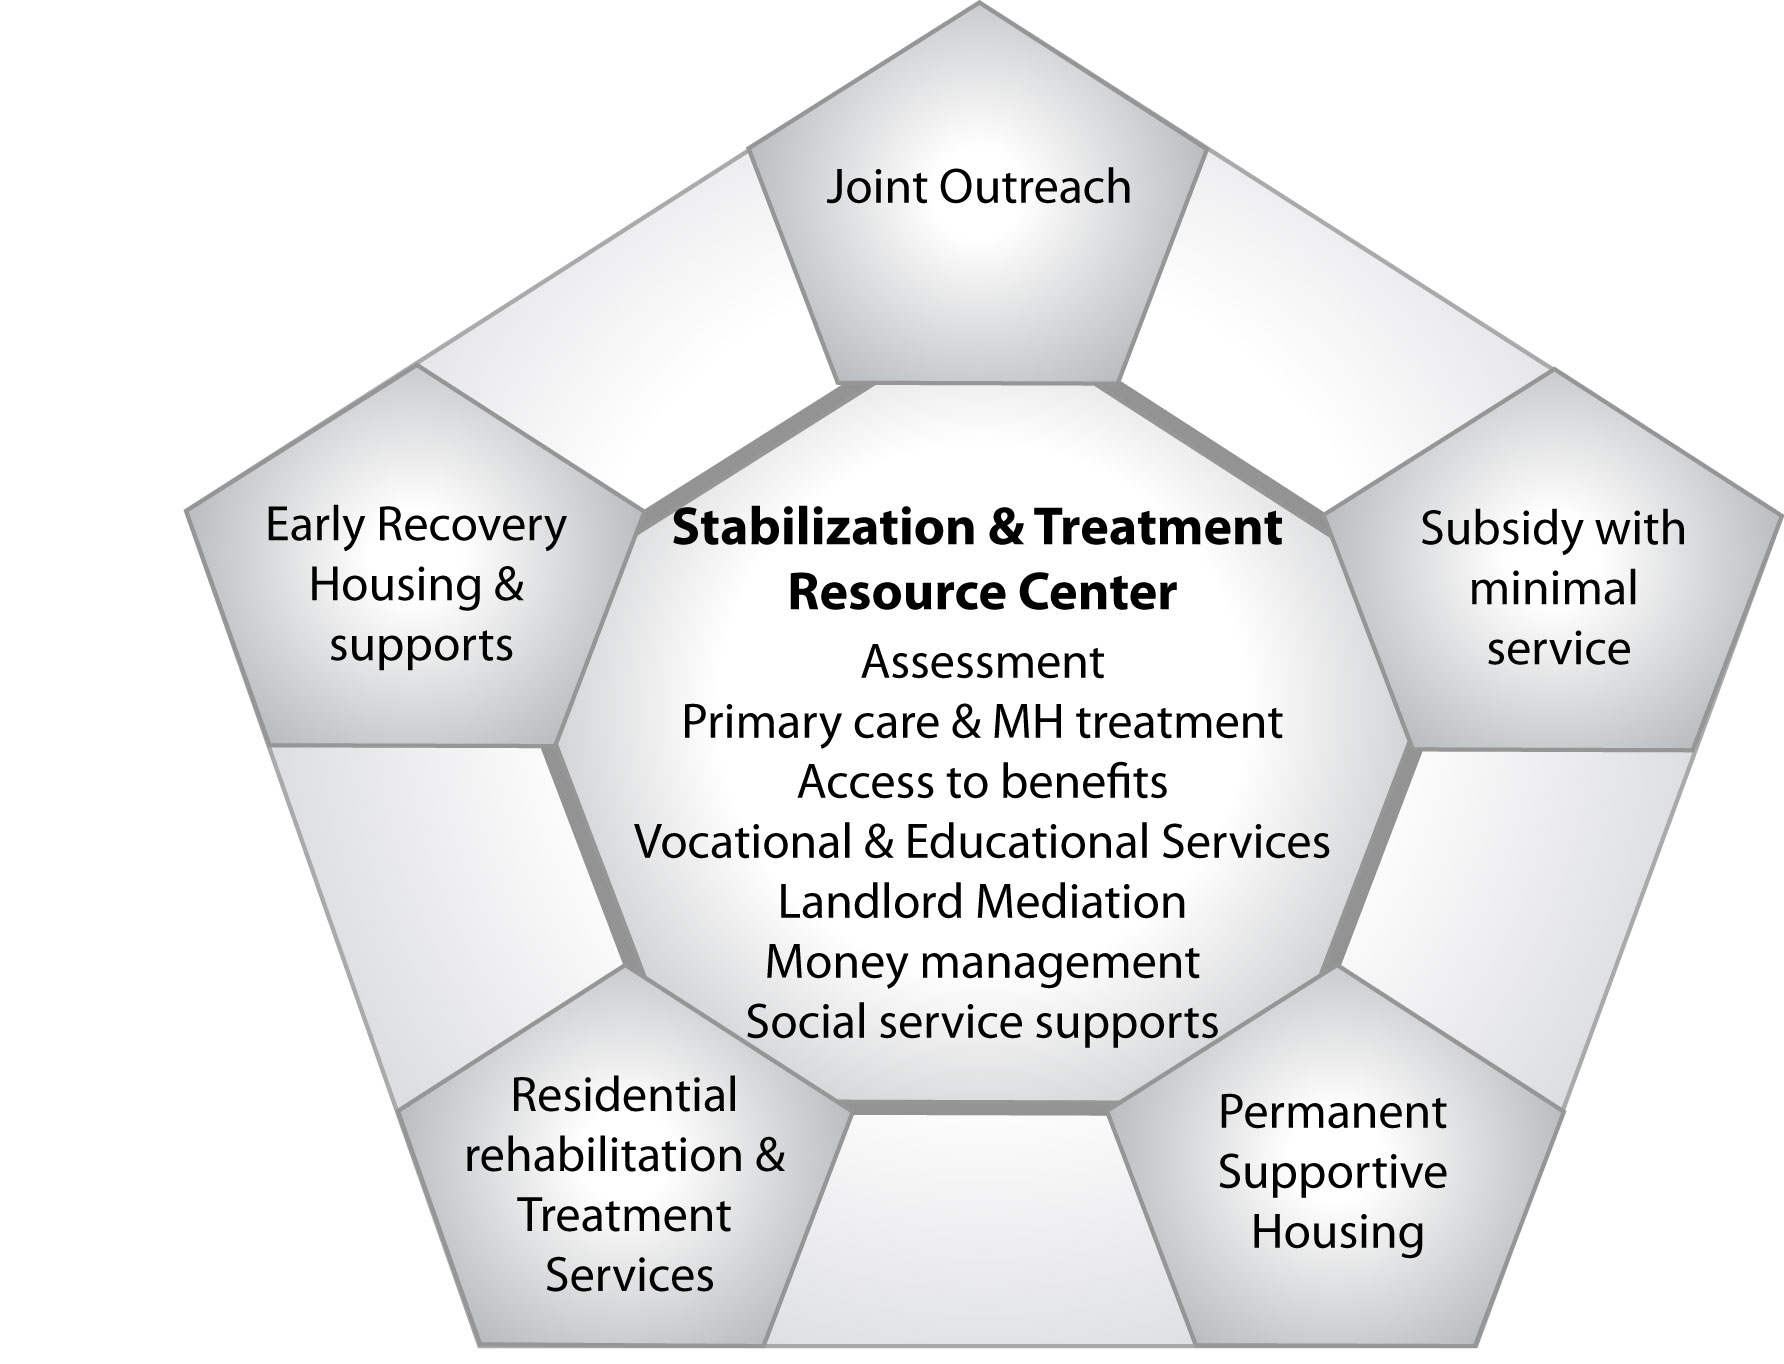 Joint Outreach
Early Recovery
Housing &
supports
Subsidy with
minimal
service
Stabilization & Treatment
Resource Center
Assessment
Primary care & MH treatment
Access to benefits
Vocational & Educational Services
Landlord Mediation
Money management
Social service supports
Residential
rehabilitation &
Treatment
Services
Permanent
Supportive
Housing